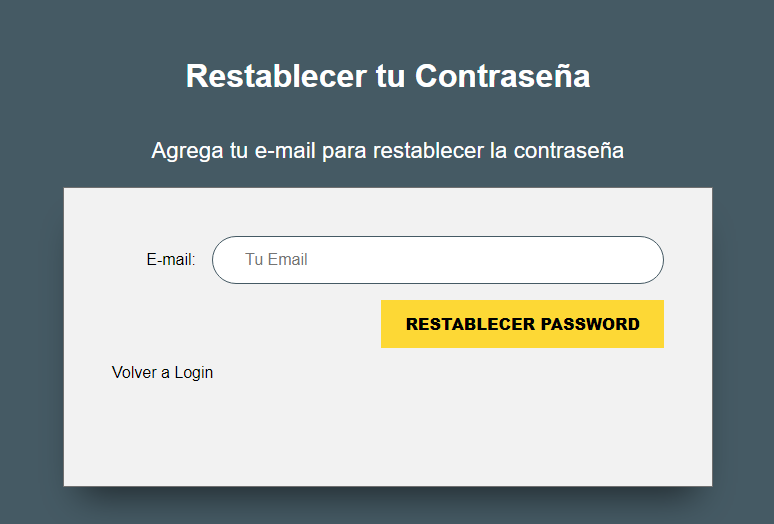 Restablecer tu Contraseña
Agrega tu e-mail para restablecer la contraseña
E-mail: Tu Email
RESTABLECER PASSWORD
Volver a Login